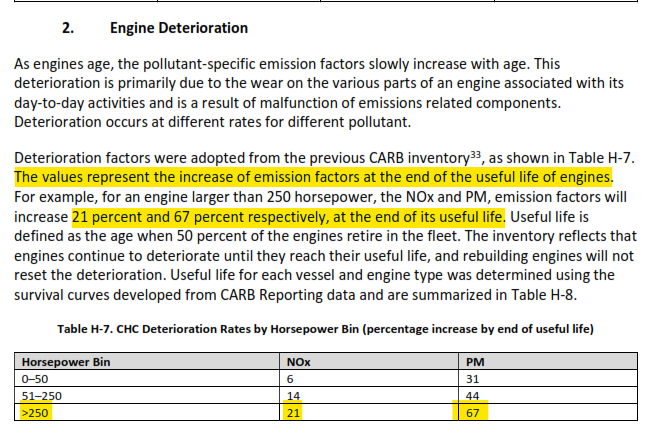 2. Engine Deterioration
As engines age, the pollutant-specific emission factors slowly increase with age. This
deterioration is primarily due to the wear on the various parts of an engine associated with its
day-to-day activities and is a result of malfunction of emissions related components.
Deterioration occurs at different rates for different pollutant.
Deterioration factors were adopted from the previous CARB inventory33, as shown in Table H-7.
The values represent the increase of emission factors at the end of the useful life of engines.
For example, for an engine larger than 250 horsepower, the NOx and PM, emission factors will
increase 21 percent and 67 percent respectively, at the end of its useful life. Useful life is
defined as the age when 50 percent of the engines retire in the fleet. The inventory reflects that
engines continue to deteriorate until they reach their useful life, and rebuilding engines will not
reset the deterioration. Useful life for each vessel and engine type was determined using the
survival curves developed from CARB Reporting data and are summarized in Table H-8.
Table H-7. CHC Deterioration Rates by Horsepower Bin (percentage increase by end of useful life)
Horsepower Bin NOx PM
0–50 6 31
51–250 14 44
>250 21 67